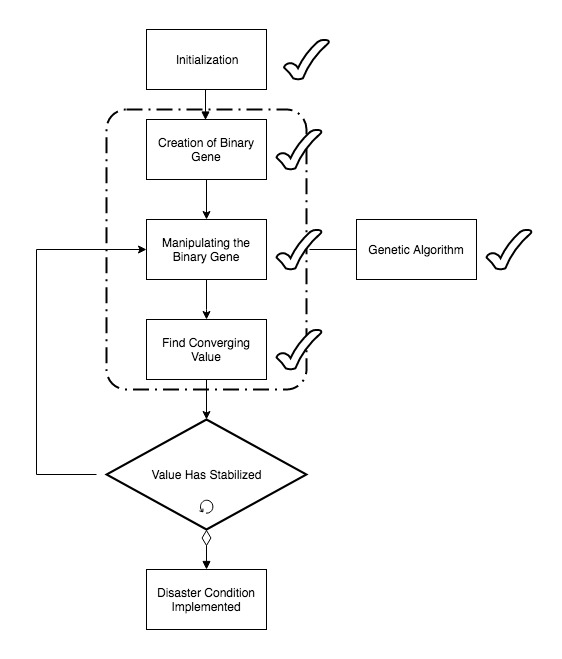 Initialization
Creation of Binary
Gene
Manipulating the
Binary Gene
Genetic Algorithm
Find Converging
Value
Value Has Stabilized
Disaster Condition
Implemented